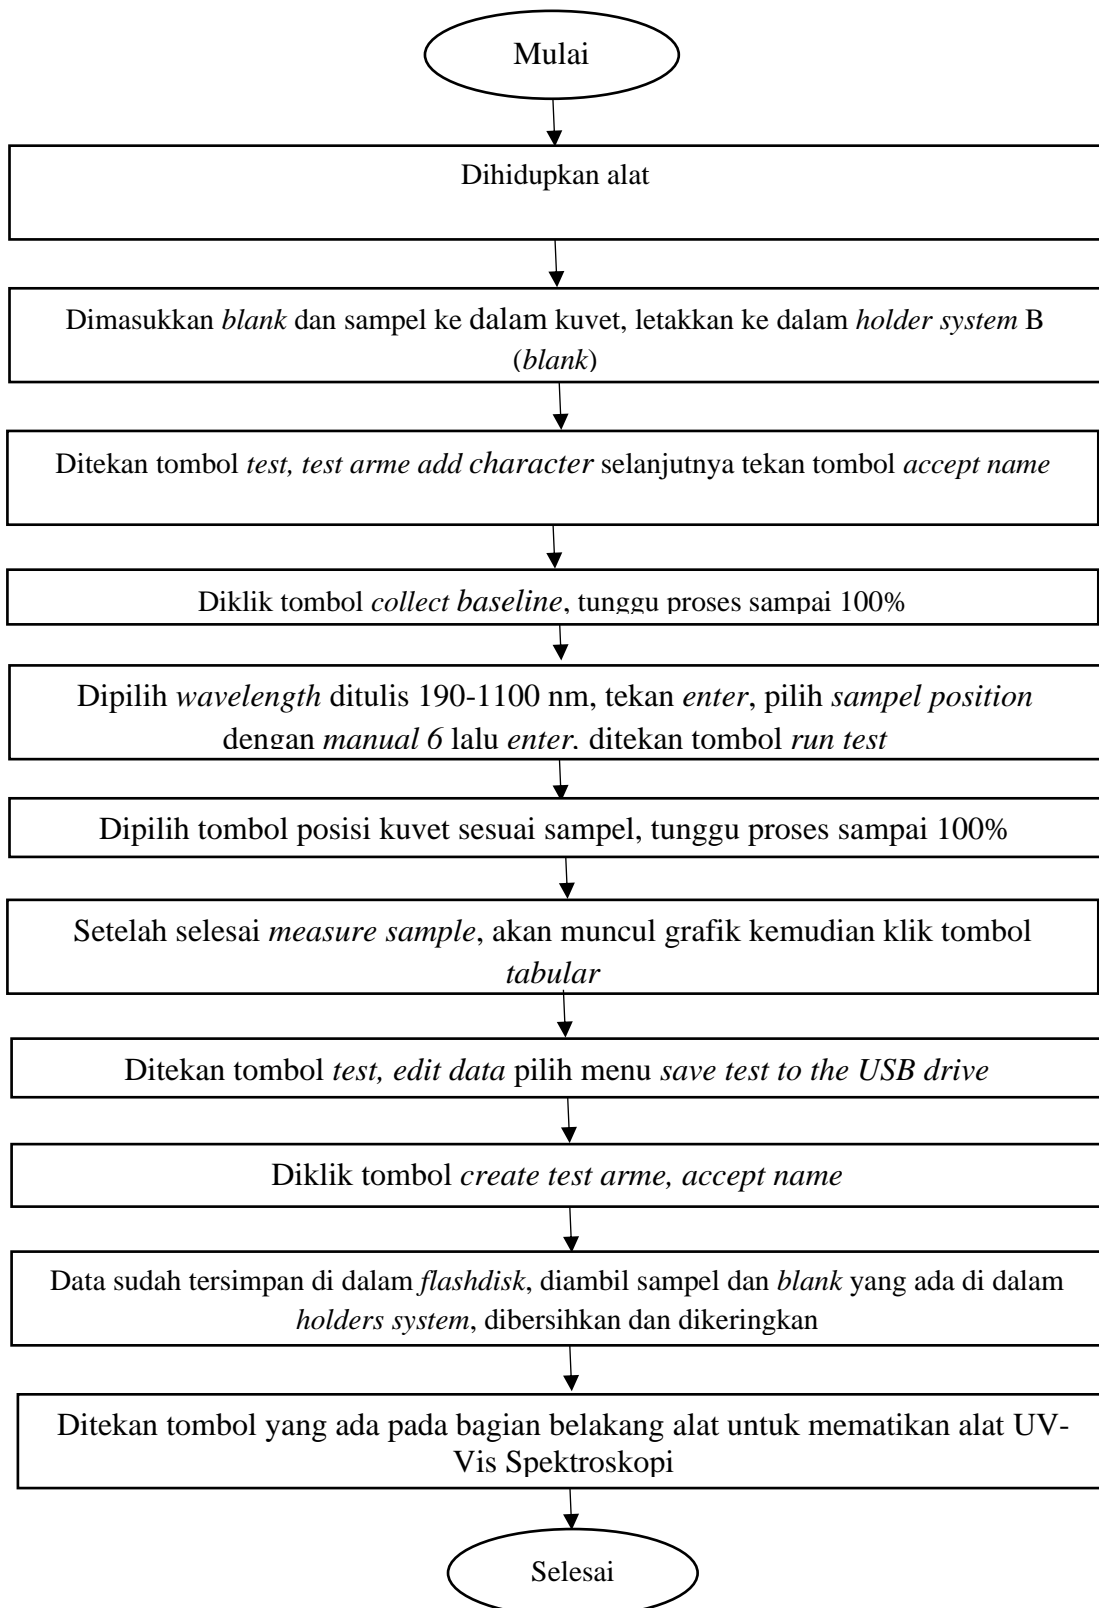 Mulai
Dihidupkan alat
Dimasukkan blank dan sampel ke dalam kuvet, letakkan ke dalam holder system B
(blank)
Ditekan tombol test, test arme add character selanjutnya tekan tombol accept name
Diklik tombol collect baseline, tunggu proses sampai 100%
Dipilih wavelength ditulis 190-1100 nm, tekan enter, pilih sampel position
dengan manual 6 lalu enter. ditekan tombol run test
Dipilih tombol posisi kuvet sesuai sampel, tunggu proses sampai 100%
Setelah selesai measure sample, akan muncul grafik kemudian klik tombol
tabular
Ditekan tombol test, edit data pilih menu save test to the USB drive
Diklik tombol create test arme, accept name
Data sudah tersimpan di dalam flashdisk, diambil sampel dan blank yang ada di dalam
holders system, dibersihkan dan dikeringkan
Ditekan tombol yang ada pada bagian belakang alat untuk mematikan alat UV-
Vis Spektroskopi
Selesai